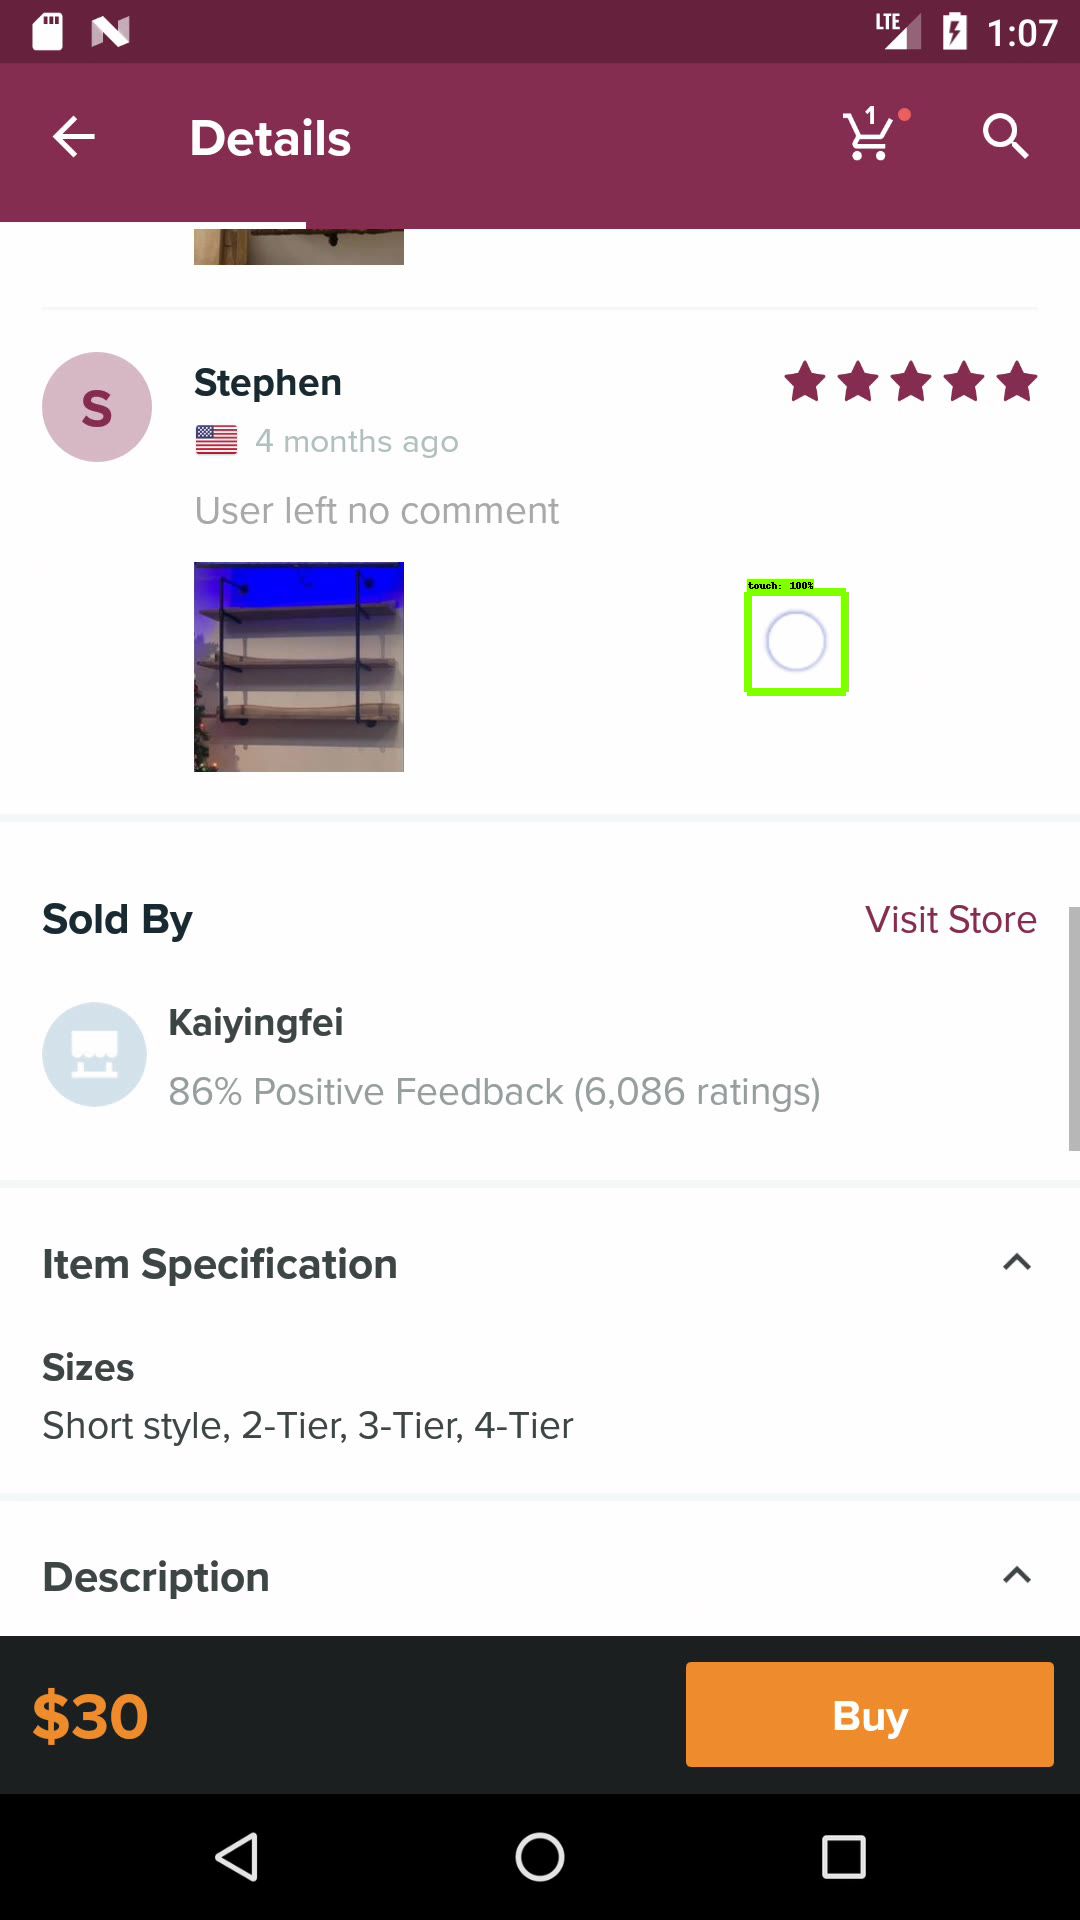 LTE 1:07
Details
1
S
Stephen
4 months ago
User left no comment
touch: 100%
Sold By
Visit Store
Kaiyingfei
86% Positive Feedback (6,086 ratings)
Item Specification
Sizes
Short style, 2-Tier, 3-Tier, 4-Tier
Description
$30
Buy